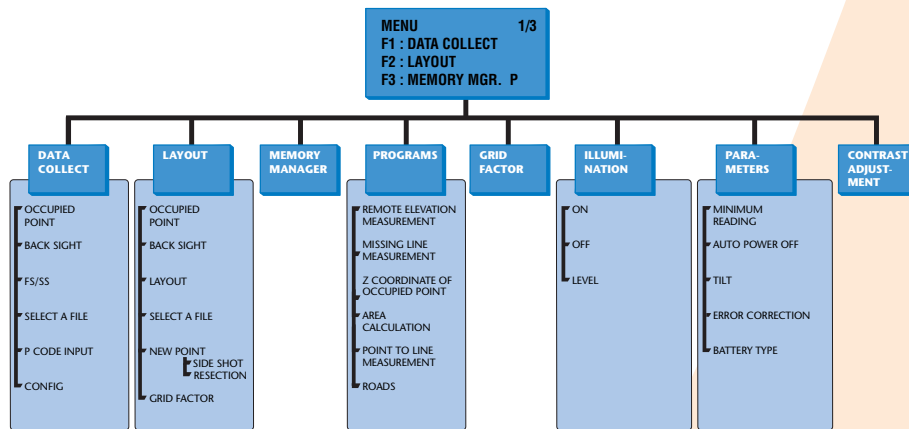 MENU 1/3
F1 : DATA COLLECT
F2 : LAYOUT
F3 : MEMORY MGR. P
DATA
COLLECT
OCCUPIED
POINT
BACK SIGHT
FS/SS
SELECT A FILE
P CODE INPUT
CONFIG
LAYOUT
OCCUPIED
POINT
BACK SIGHT
LAYOUT
SELECT A FILE
NEW POINT
SIDE SHOT
RESECTION
GRID FACTOR
MEMORY
MANAGER
PROGRAMS
REMOTE ELEVATION
MEASUREMENT
MISSING LINE
MEASUREMENT
Z COORDINATE OF
OCCUPIED POINT
AREA
CALCULATION
POINT TO LINE
MEASUREMENT
ROADS
GRID
FACTOR
ILLUMI-
NATION
ON
OFF
LEVEL
PARA-
METERS
MINIMUM
READING
AUTO POWER OFF
TILT
ERROR CORRECTION
BATTERY TYPE
CONTRAST
ADJUST-
MENT